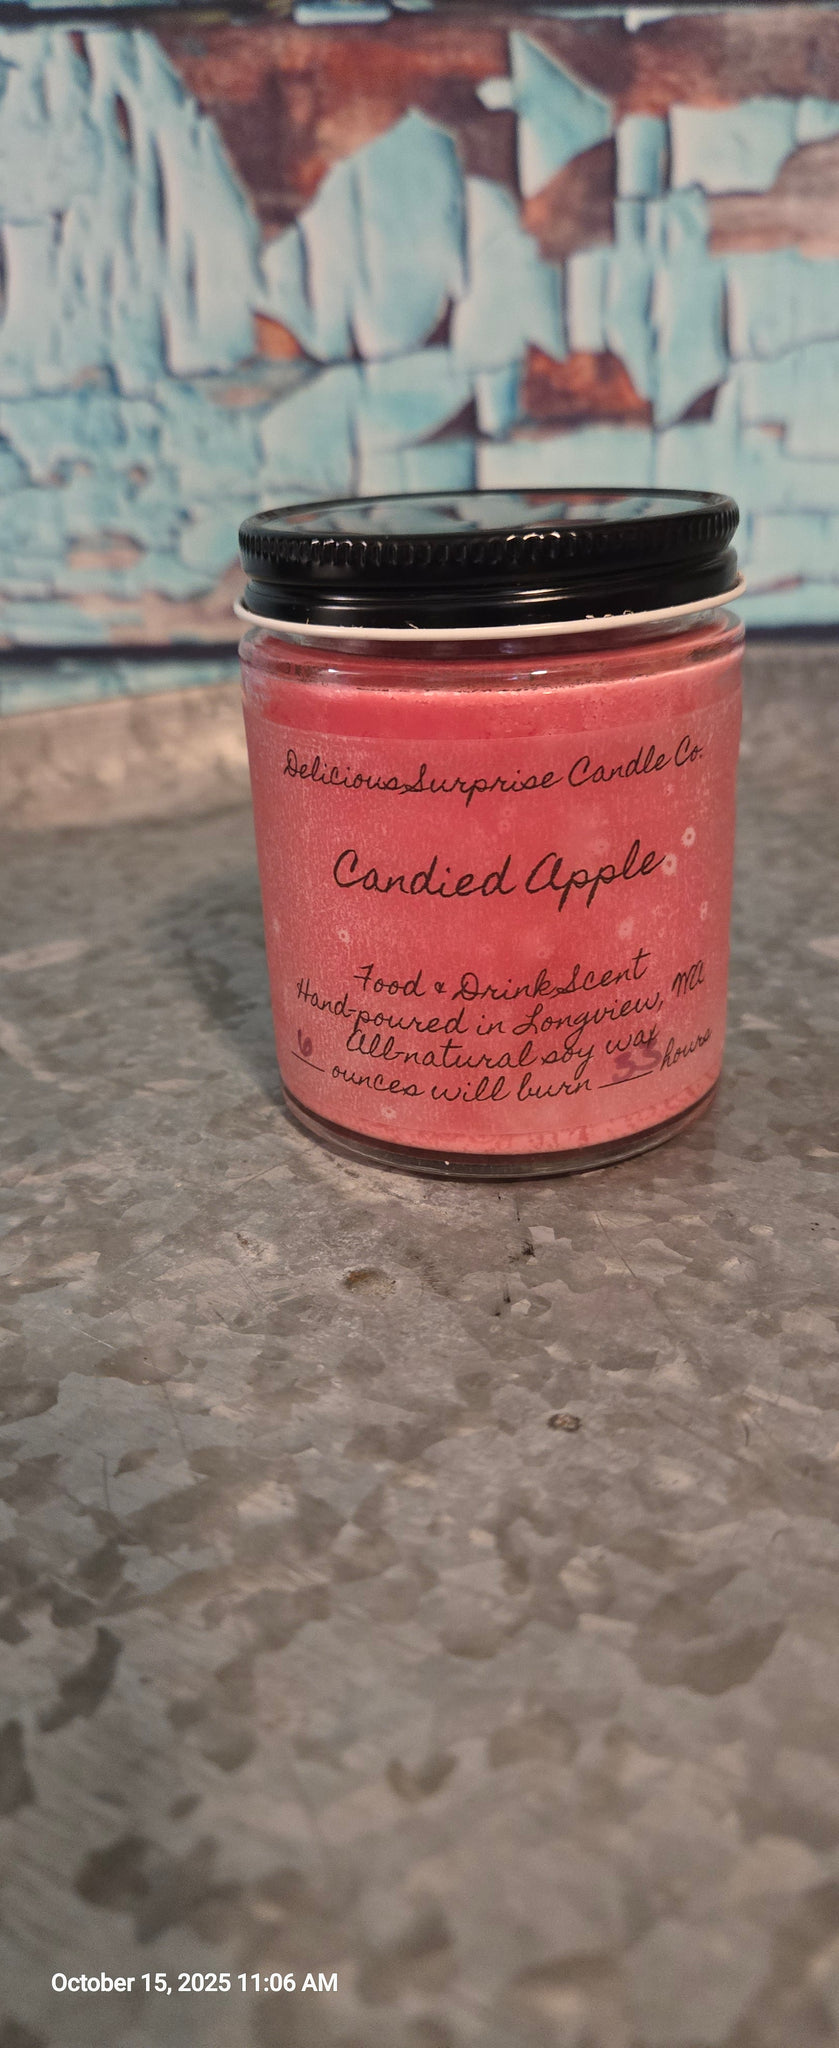 Delicious Surprise Candle Co.
Candied Apple
Food & Drink Scent
Hand-poured in Longview, WA
All-natural soy wax
6 ounces will burn 33 hours
October 15, 2025 11:06 AM